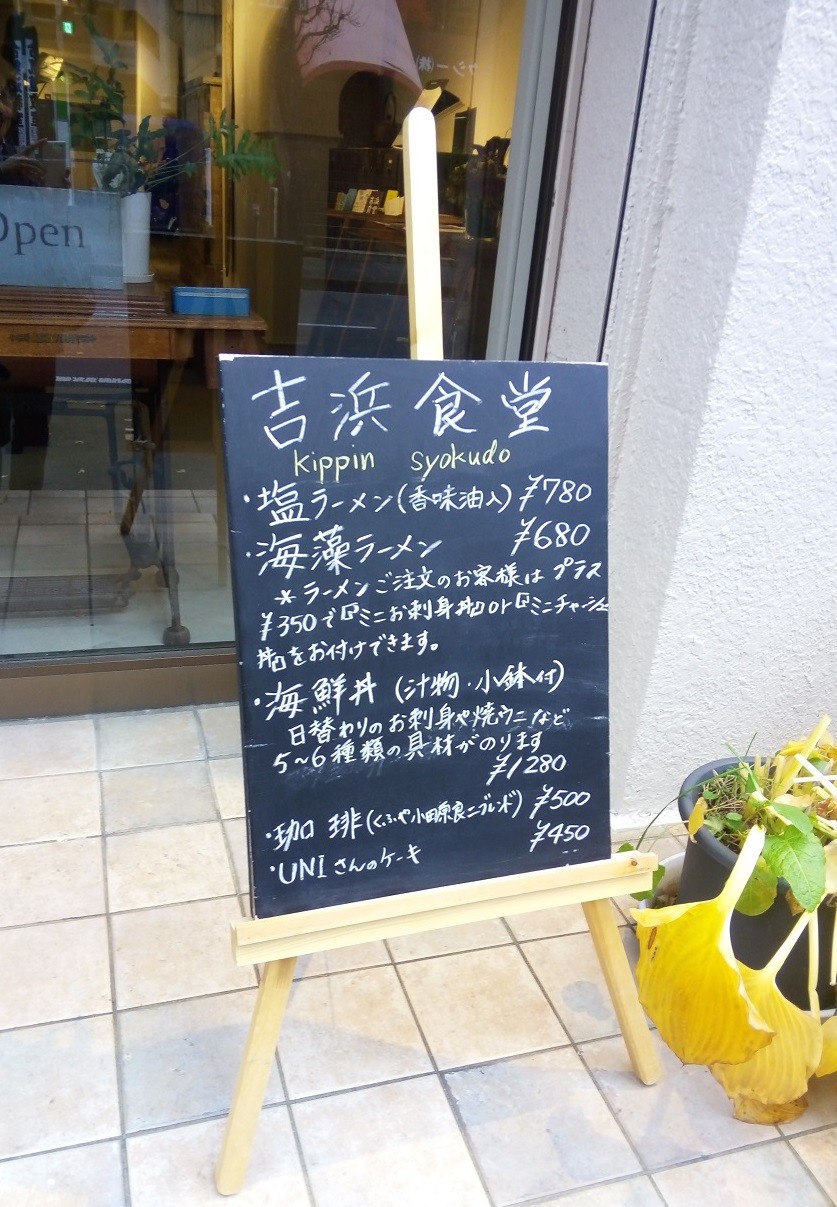 Open
吉浜食堂
kippin syokudo
・塩ラーメン(香味油入) ¥780
・海藻ラーメン ¥680
*ラーメンご注文のお客様はプラス
¥350で『ミニお刺身丼』or『ミニチャーシュー
丼』をお付けできます。
・海鮮丼 (汁物・小鉢付)
日替わりのお刺身や焼ウニなど
5~6種類の具材がのります
¥1280
・珈琲(くふや小田原良二ブレンド) ¥500
・UNIさんのケーキ ¥450